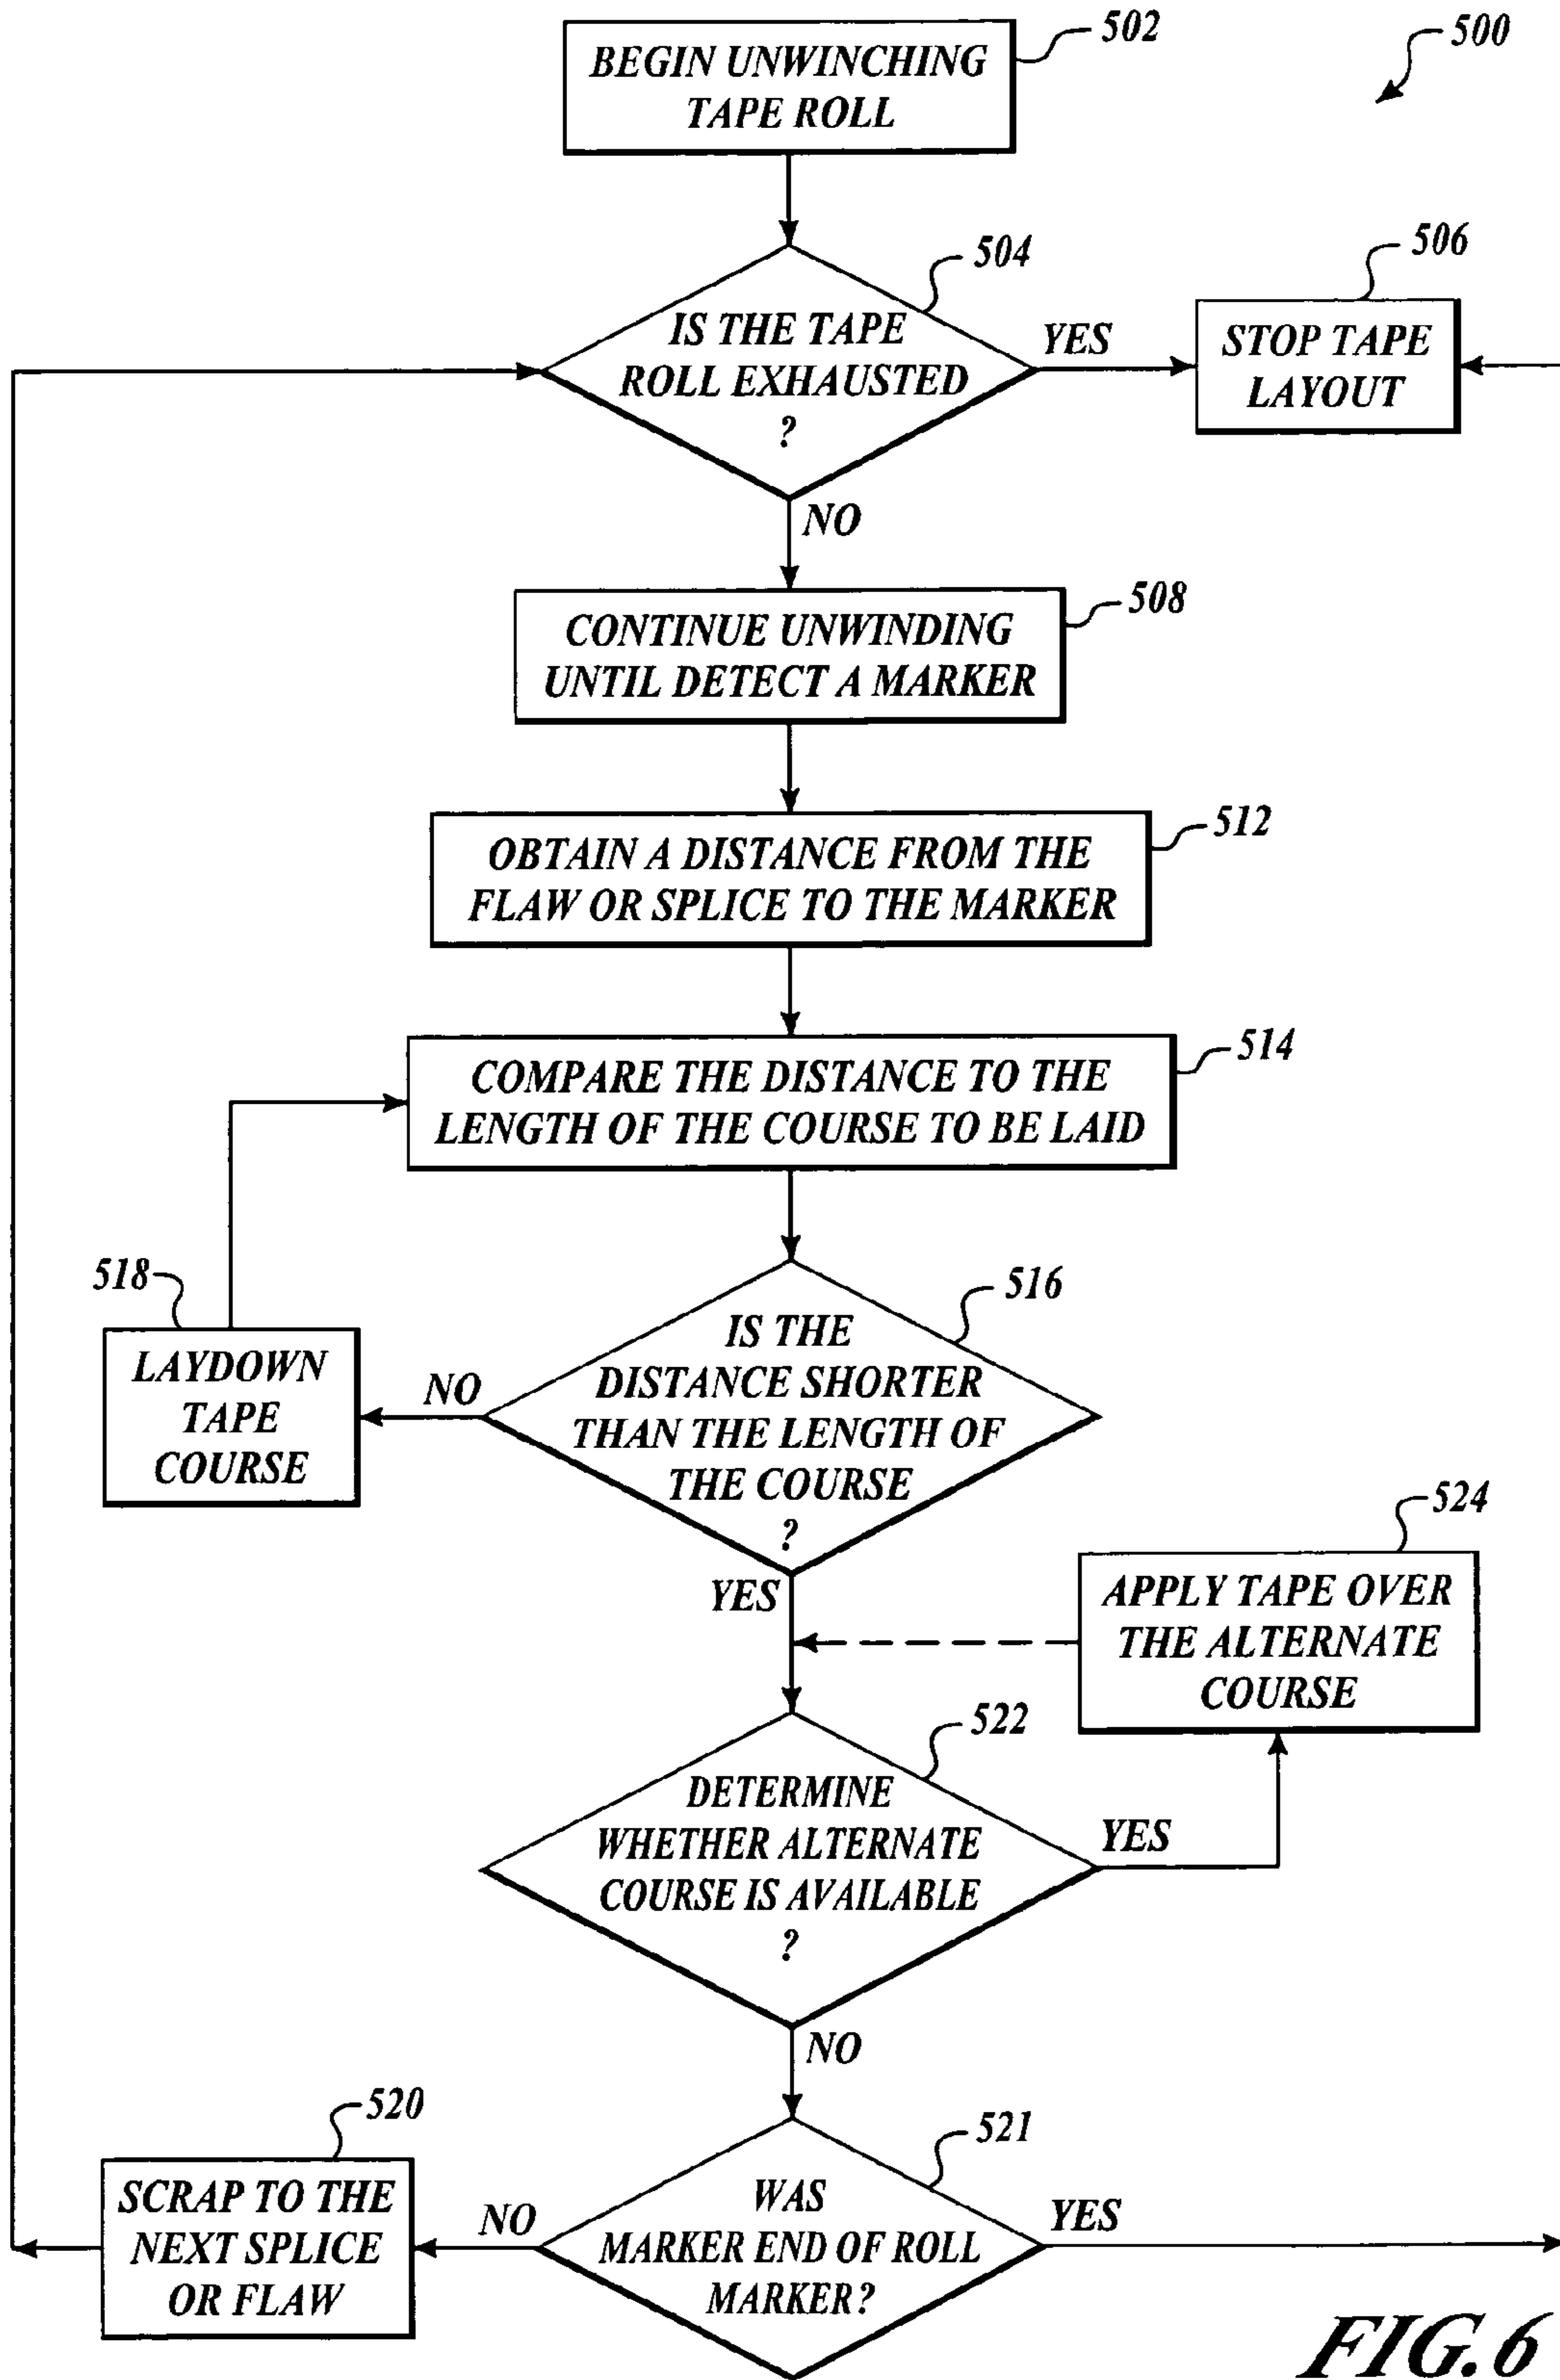 500
502
BEGIN UNWINCHING
TAPE ROLL
504
IS THE TAPE
ROLL EXHAUSTED
?
YES
506
STOP TAPE
LAYOUT
NO
508
CONTINUE UNWINDING
UNTIL DETECT A MARKER
512
OBTAIN A DISTANCE FROM THE
FLAW OR SPLICE TO THE MARKER
514
COMPARE THE DISTANCE TO THE
LENGTH OF THE COURSE TO BE LAID
516
IS THE
DISTANCE SHORTER
THAN THE LENGTH OF
THE COURSE
?
NO
518
LAYDOWN
TAPE
COURSE
YES
524
APPLY TAPE OVER
THE ALTERNATE
COURSE
522
DETERMINE
WHETHER ALTERNATE
COURSE IS AVAILABLE
?
YES
NO
521
WAS
MARKER END OF ROLL
MARKER?
YES
NO
520
SCRAP TO THE
NEXT SPLICE
OR FLAW
FIG.6